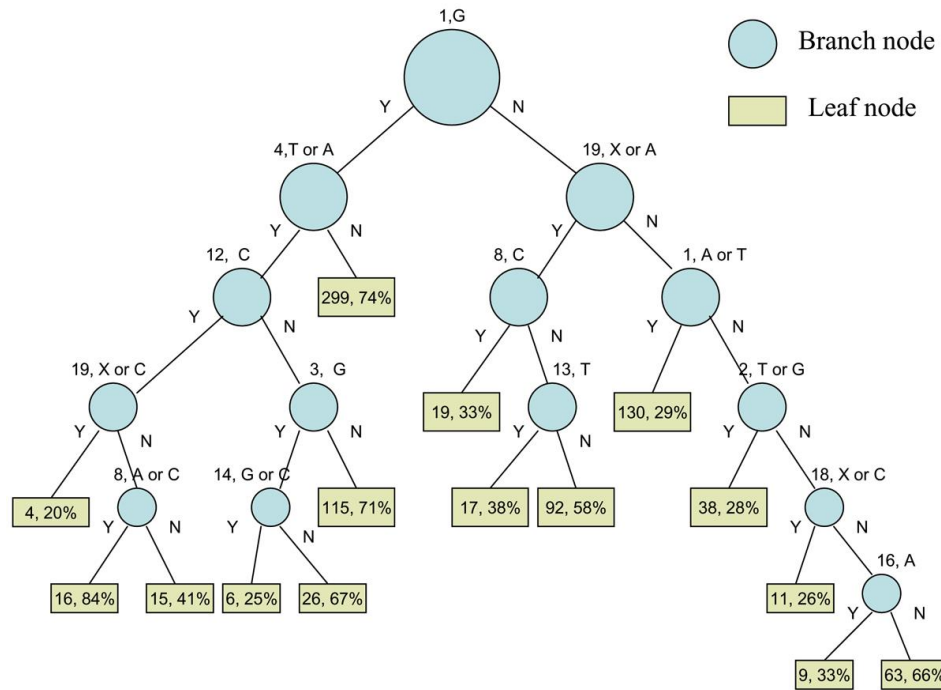 1,G
Branch node
Y
N
Leaf node
4,T or A
19, X or A
Y
N
Y
N
12, C
8, C
1, A or T
299, 74%
Y
N
Y
N
Y
N
19, X or C
3, G
13, T
2, T or G
19, 33%
130, 29%
Y
N
Y
N
Y
N
Y
N
8, A or C
14, G or C
18, X or C
4, 20%
115, 71%
17, 38%
92, 58%
38, 28%
Y
N
Y
N
Y
N
16, A
16, 84%
15, 41%
6, 25%
26, 67%
11, 26%
Y
N
9, 33%
63, 66%